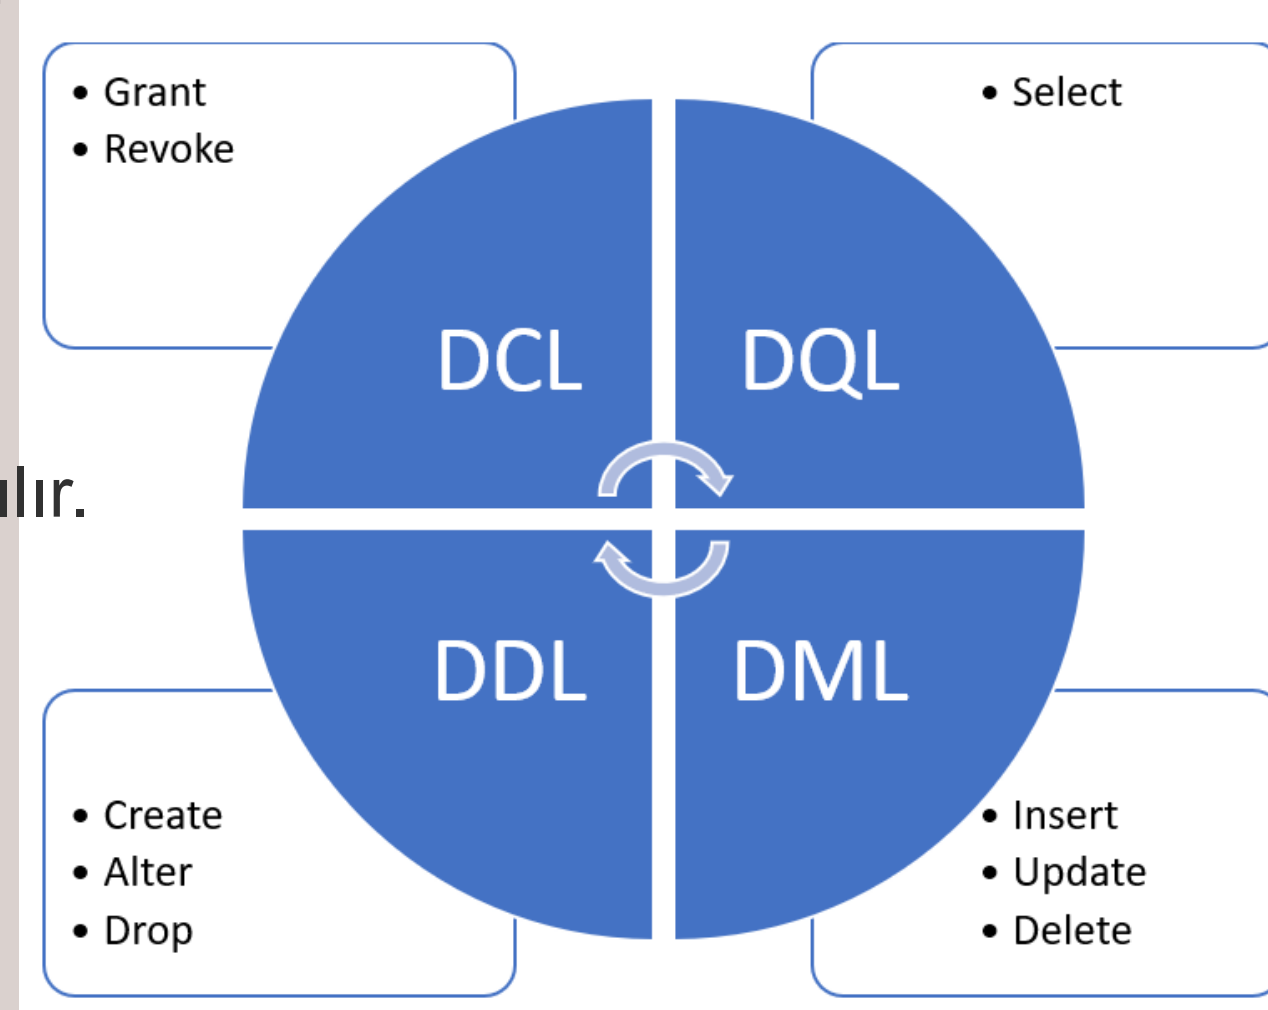 • Grant
• Revoke
• Select
DCL
DQL
ılır.
DDL
DML
• Create
• Alter
• Drop
• Insert
• Update
• Delete